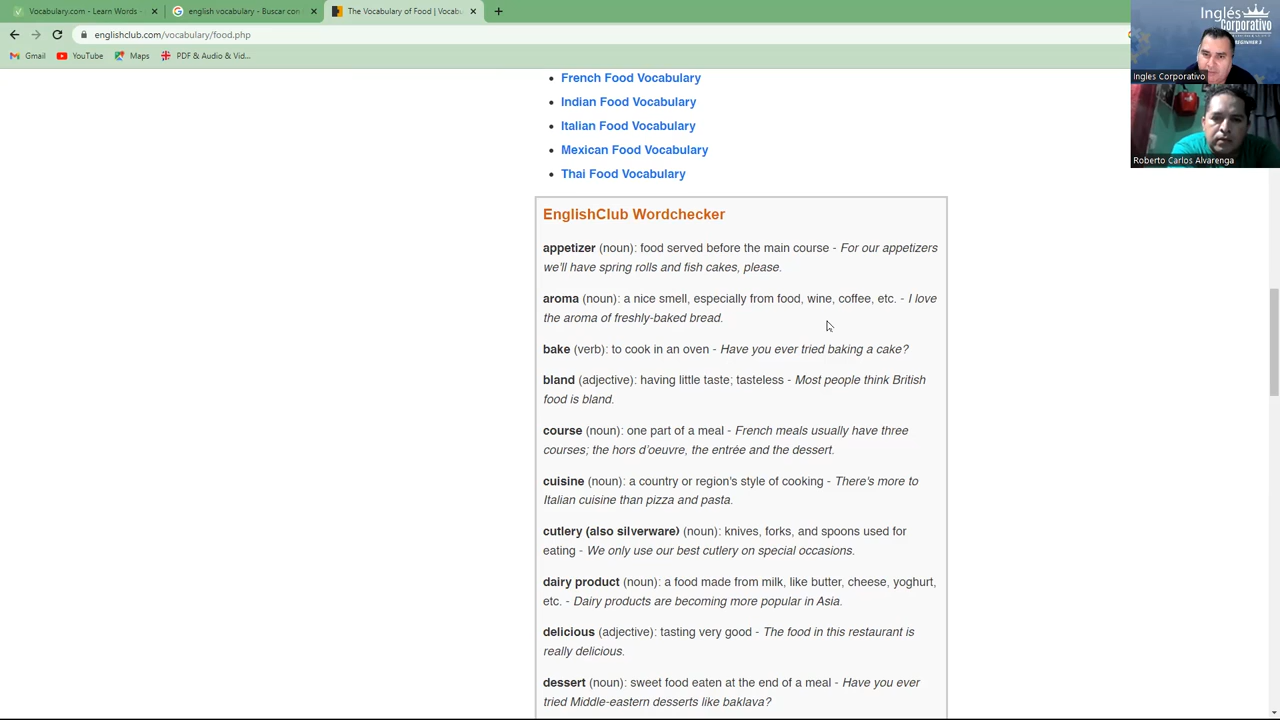 Vocabulary.com - Learn Words -
english vocabulary - Buscar con
The Vocabulary of Food | Vocabu
englishclub.com/vocabulary/food.php
Gmail
YouTube
Maps
PDF & Audio & Vid...
Inglés
Corporativo
BEGINNER 2
Ingles Corporativo
Roberto Carlos Alvarenga
French Food Vocabulary
Indian Food Vocabulary
Italian Food Vocabulary
Mexican Food Vocabulary
Thai Food Vocabulary
EnglishClub Wordchecker
appetizer (noun): food served before the main course - For our appetizers
we'll have spring rolls and fish cakes, please.
aroma (noun): a nice smell, especially from food, wine, coffee, etc. - I love
the aroma of freshly-baked bread.
bake (verb): to cook in an oven - Have you ever tried baking a cake?
bland (adjective): having little taste; tasteless - Most people think British
food is bland.
course (noun): one part of a meal - French meals usually have three
courses; the hors d'oeuvre, the entrée and the dessert.
cuisine (noun): a country or region's style of cooking - There's more to
Italian cuisine than pizza and pasta.
cutlery (also silverware) (noun): knives, forks, and spoons used for
eating - We only use our best cutlery on special occasions.
dairy product (noun): a food made from milk, like butter, cheese, yoghurt,
etc. - Dairy products are becoming more popular in Asia.
delicious (adjective): tasting very good - The food in this restaurant is
really delicious.
dessert (noun): sweet food eaten at the end of a meal - Have you ever
tried Middle-eastern desserts like baklava?